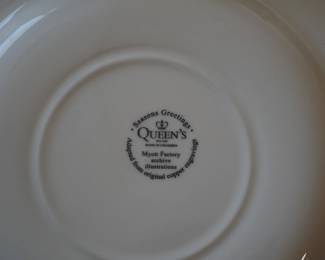 • Seasons Greetings •
QUEEN'S
Myott Factory
archive
illustrations
Adapted from original copper engravings